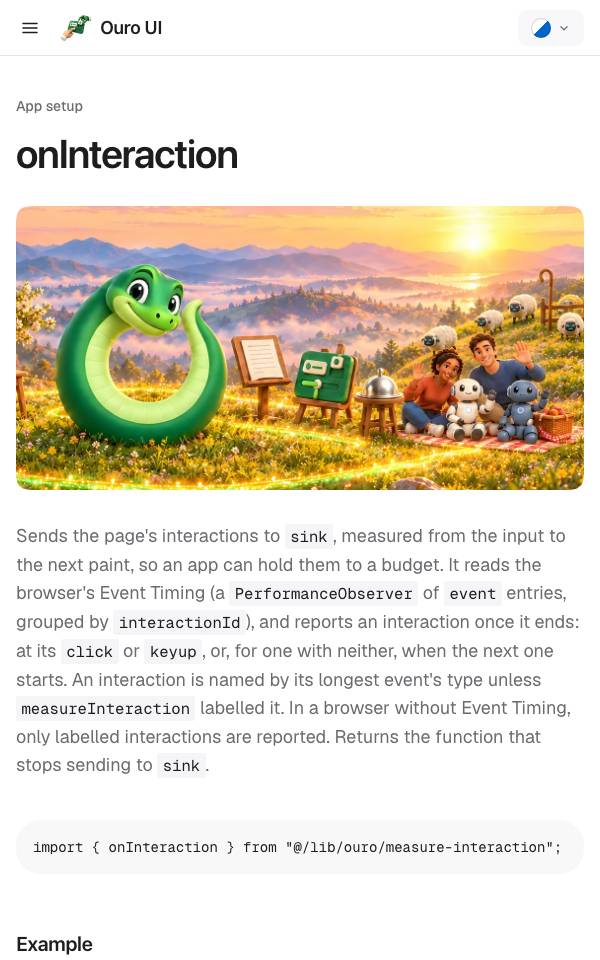 Ouro UI
App setup
onInteraction
Sends the page's interactions to sink, measured from the input to
the next paint, so an app can hold them to a budget. It reads the
browser's Event Timing (a PerformanceObserver of event entries,
grouped by interactionId), and reports an interaction once it ends:
at its click or keyup, or, for one with neither, when the next one
starts. An interaction is named by its longest event's type unless
measureInteraction labelled it. In a browser without Event Timing,
only labelled interactions are reported. Returns the function that
stops sending to sink.
import { onInteraction } from "@/lib/ouro/measure-interaction";
Example